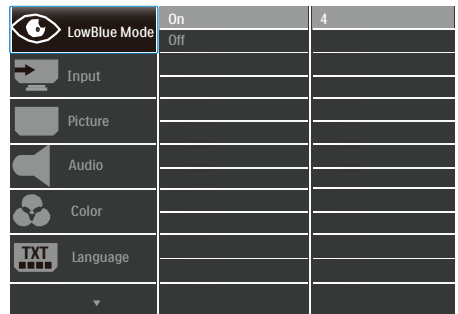 LowBlue Mode
On
4
Off
Input
Picture
Audio
Color
TXT
Language